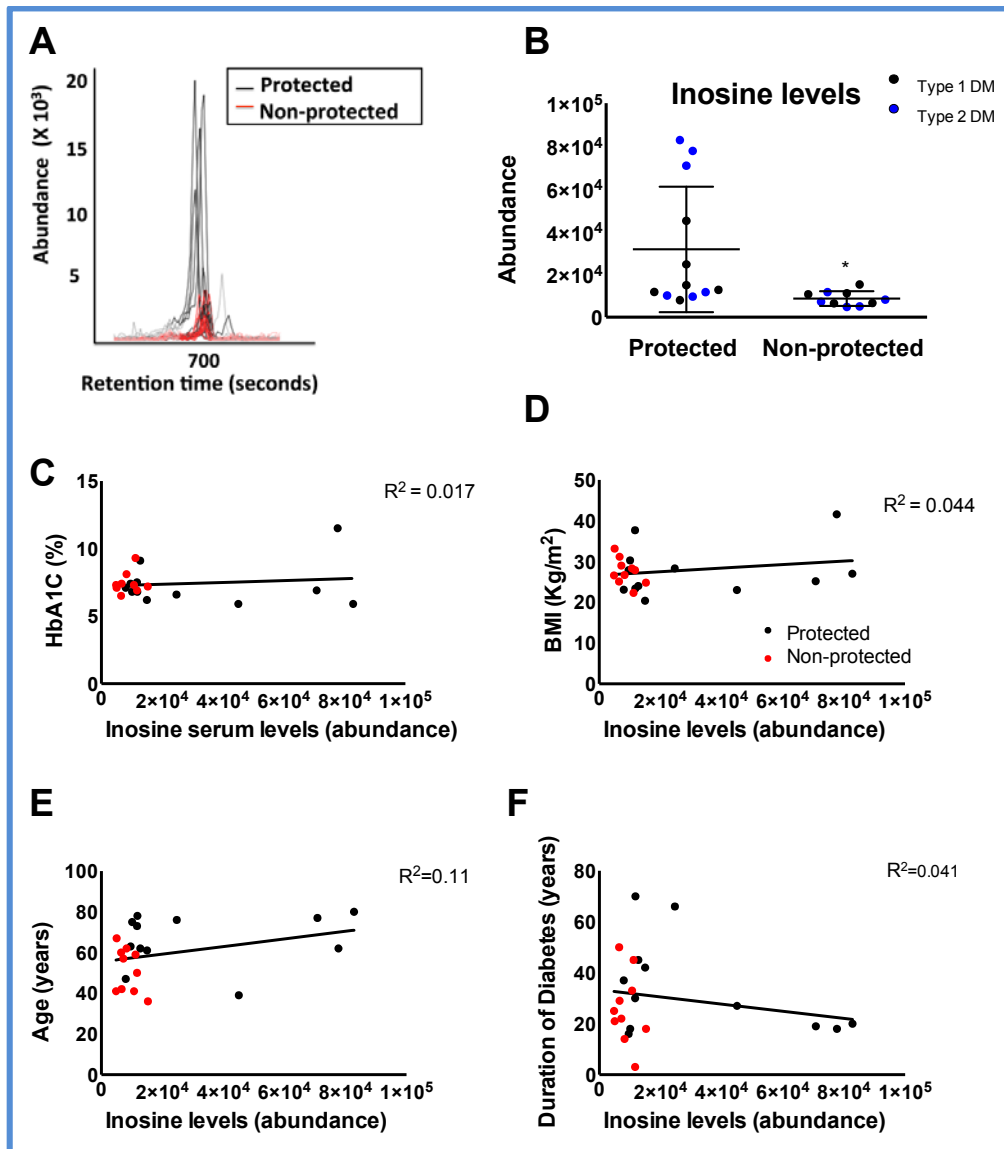 A
Abundance (X 10³)
20
15
10
5
Protected
Non-protected
700
Retention time (seconds)
B
Inosine levels
Type 1 DM
Type 2 DM
Abundance
1×10⁵
8×10⁴
6×10⁴
4×10⁴
2×10⁴
0
*
Protected
Non-protected
C
HbA1C (%)
15
10
5
0
R² = 0.017
0
2×10⁴
4×10⁴
6×10⁴
8×10⁴
1×10⁵
Inosine serum levels (abundance)
D
BMI (Kg/m²)
50
40
30
20
10
0
R² = 0.044
Protected
Non-protected
0
2×10⁴
4×10⁴
6×10⁴
8×10⁴
1×10⁵
Inosine levels (abundance)
E
Age (years)
100
80
60
40
20
0
R²=0.11
0
2×10⁴
4×10⁴
6×10⁴
8×10⁴
1×10⁵
Inosine levels (abundance)
F
Duration of Diabetes (years)
80
60
40
20
0
R²=0.041
0
2×10⁴
4×10⁴
6×10⁴
8×10⁴
1×10⁵
Inosine levels (abundance)